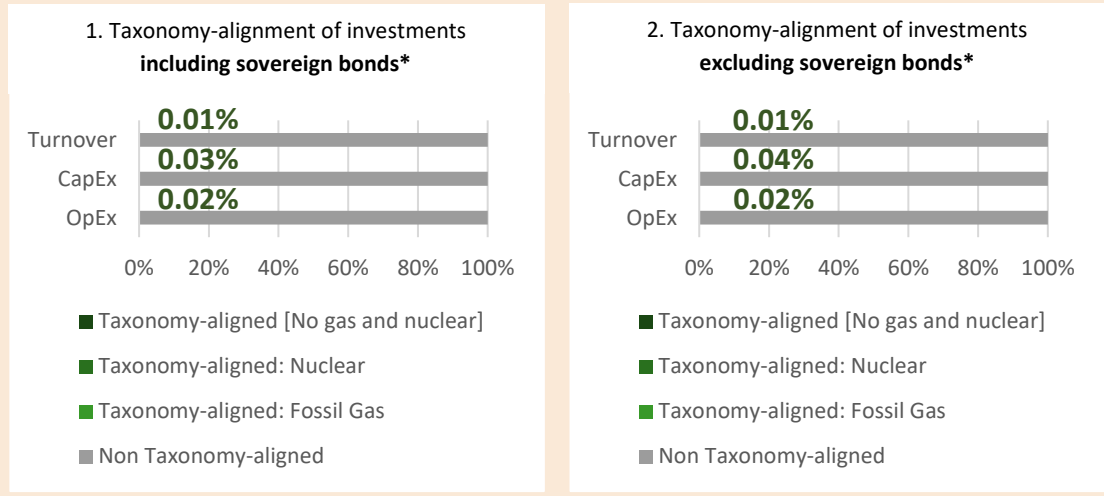 1. Taxonomy-alignment of investments
including sovereign bonds*
0.01%
Turnover
0.03%
CapEx
0.02%
OpEx
0% 20% 40% 60% 80% 100%
Taxonomy-aligned [No gas and nuclear]
Taxonomy-aligned: Nuclear
Taxonomy-aligned: Fossil Gas
Non Taxonomy-aligned
2. Taxonomy-alignment of investments
excluding sovereign bonds*
0.01%
Turnover
0.04%
CapEx
0.02%
OpEx
0% 20% 40% 60% 80% 100%
Taxonomy-aligned [No gas and nuclear]
Taxonomy-aligned: Nuclear
Taxonomy-aligned: Fossil Gas
Non Taxonomy-aligned